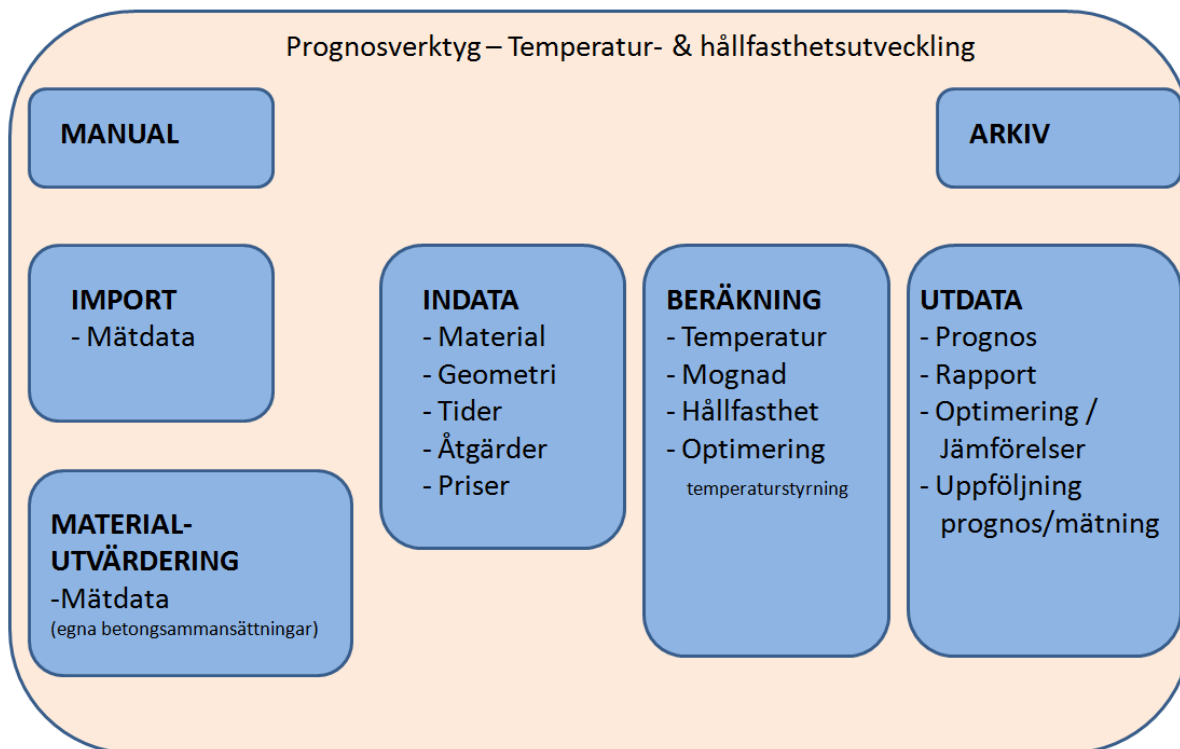 Prognosverktyg – Temperatur- & hållfasthetsutveckling
MANUAL
ARKIV
IMPORT
- Mätdata
MATERIAL-
UTVÄRDERING
-Mätdata
(egna betongsammansättningar)
INDATA
- Material
- Geometri
- Tider
- Åtgärder
- Priser
BERÄKNING
- Temperatur
- Mognad
- Hållfasthet
- Optimering
temperaturstyrning
UTDATA
- Prognos
- Rapport
- Optimering /
Jämförelser
- Uppföljning
prognos/mätning